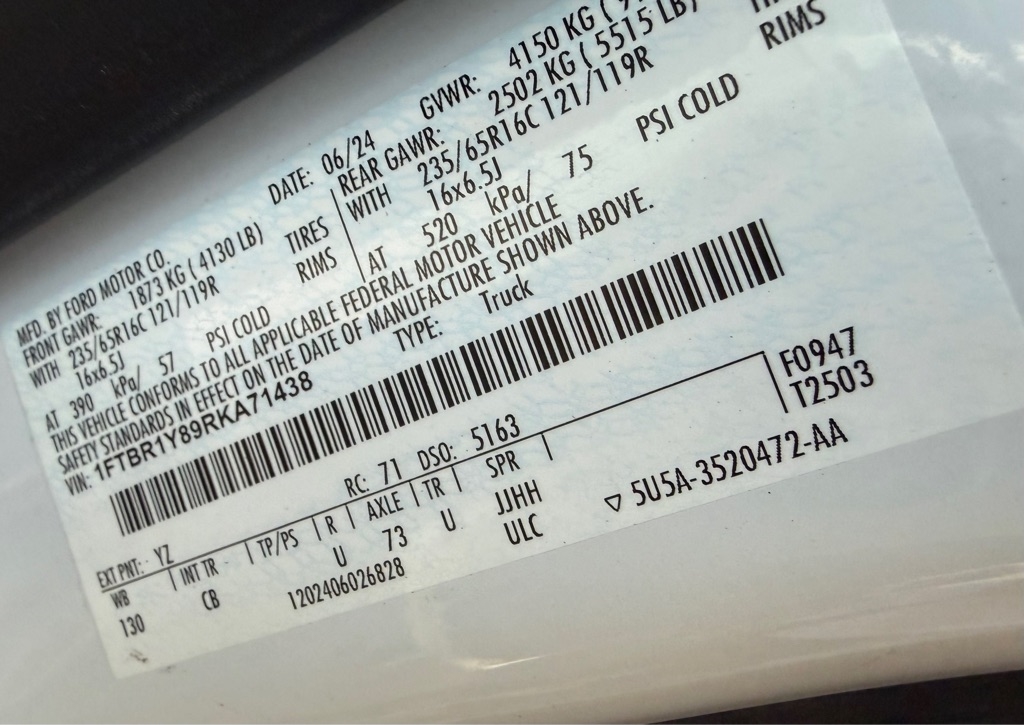 MFD. BY FORD MOTOR CO. DATE: 06/24 GVWR: 4150 KG (
FRONT GAWR: 1873 KG ( 4130 LB) REAR GAWR: 2502 KG ( 5515 LB)
WITH 235/65R16C 121/119R TIRES WITH 235/65R16C 121/119R
16x6.5J RIMS 16x6.5J RIMS
AT 390 kPa/ 57 PSI COLD AT 520 kPa/ 75 PSI COLD
THIS VEHICLE CONFORMS TO ALL APPLICABLE FEDERAL MOTOR VEHICLE
SAFETY STANDARDS IN EFFECT ON THE DATE OF MANUFACTURE SHOWN ABOVE.
VIN: 1FTBR1Y89RKA71438 TYPE: Truck
F0947
T2503
EXT PNT: YZ RC: 71 DSO: 5163
WB INT TR TP/PS R AXLE TR SPR
130 CB U 73 U JJHH
1202406026828 ULC
▽ 5U5A-3520472-AA